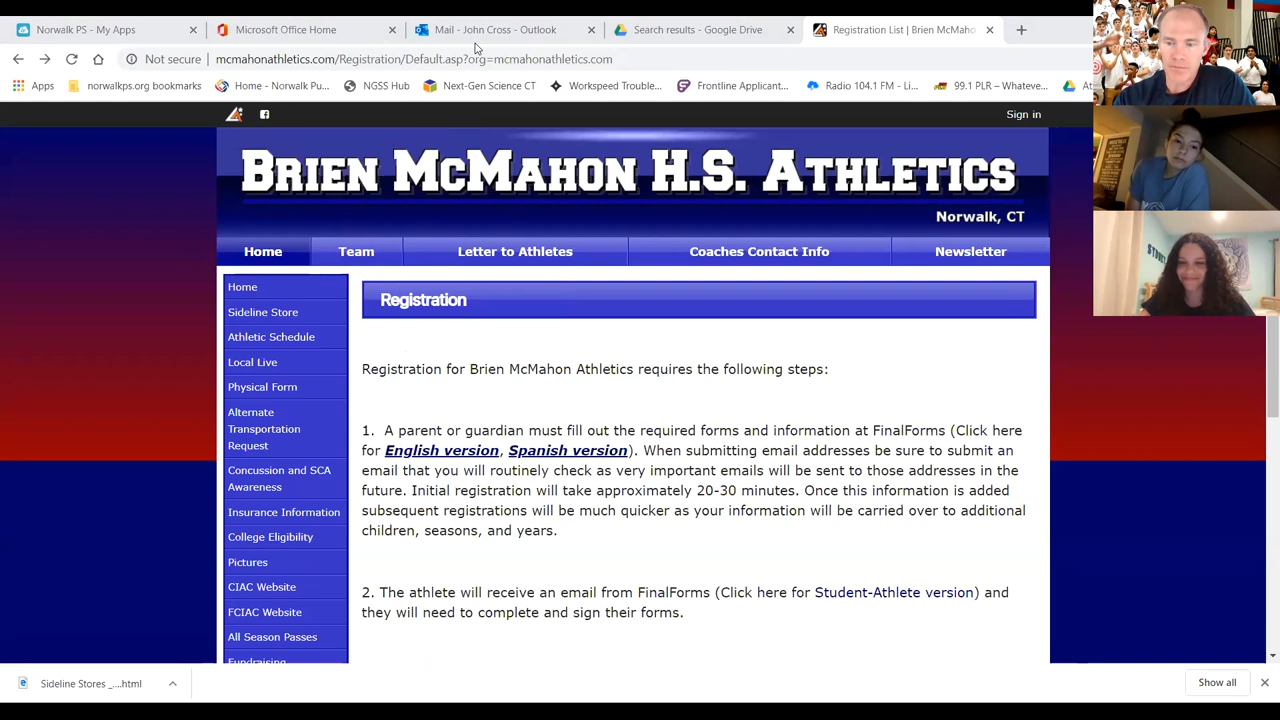 Norwalk PS - My Apps
Microsoft Office Home
Mail - John Cross - Outlook
Search results - Google Drive
Registration List | Brien McMaho
Not secure
mcmahonathletics.com/Registration/Default.asp?org=mcmahonathletics.com
Apps
norwalkps.org bookmarks
Home - Norwalk Pu...
NGSS Hub
Next-Gen Science CT
Workspeed Trouble...
Frontline Applicant...
Radio 104.1 FM - Li...
99.1 PLR – Whateve...
Sign in
Brien McMahon H.S. Athletics
Norwalk, CT
Home
Team
Letter to Athletes
Coaches Contact Info
Newsletter
Home
Sideline Store
Athletic Schedule
Local Live
Physical Form
Alternate
Transportation
Request
Concussion and SCA
Awareness
Insurance Information
College Eligibility
Pictures
CIAC Website
FCIAC Website
All Season Passes
Fundraising
Registration
Registration for Brien McMahon Athletics requires the following steps:
1. A parent or guardian must fill out the required forms and information at FinalForms (Click here
for English version, Spanish version). When submitting email addresses be sure to submit an
email that you will routinely check as very important emails will be sent to those addresses in the
future. Initial registration will take approximately 20-30 minutes. Once this information is added
subsequent registrations will be much quicker as your information will be carried over to additional
children, seasons, and years.
2. The athlete will receive an email from FinalForms (Click here for Student-Athlete version) and
they will need to complete and sign their forms.
Sideline Stores _....html
Show all